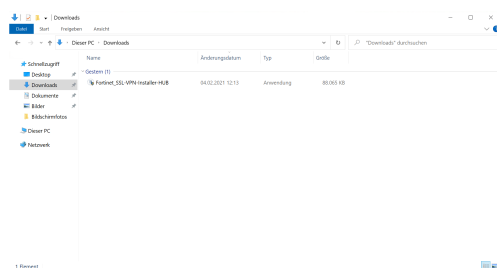 Downloads
Datei Start Freigeben Ansicht
Dieser PC > Downloads
"Downloads" durchsuchen
Name Änderungsdatum Typ Größe
Schnellzugriff
Gestern (1)
Desktop
Downloads
Fortinet_SSL-VPN-Installer-HUB 04.02.2021 12:13 Anwendung 88.065 KB
Dokumente
Bilder
Bildschirmfotos
Dieser PC
Netzwerk
1 Element